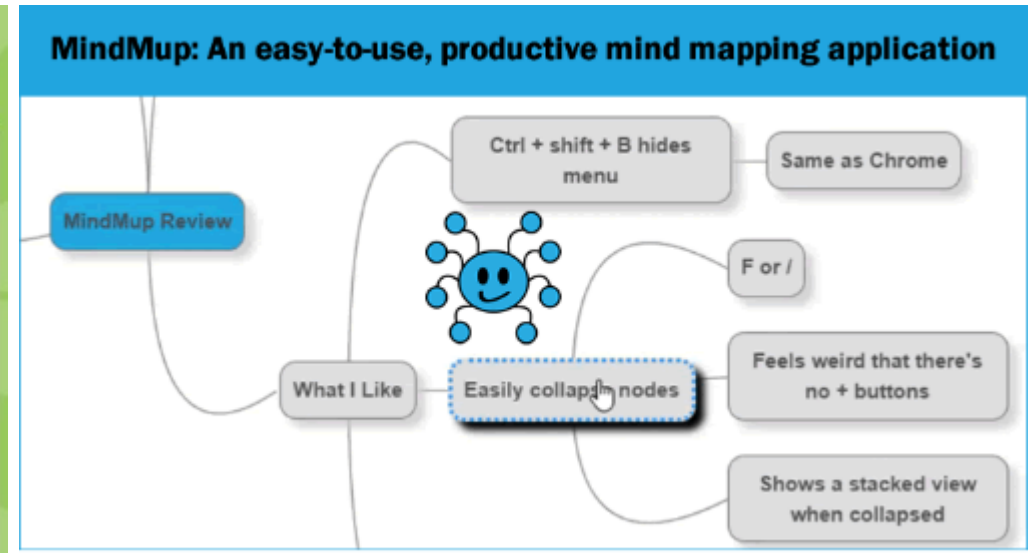 MindMup: An easy-to-use, productive mind mapping application
Ctrl + shift + B hides
menu
Same as Chrome
MindMup Review
F or /
What I Like
Easily collapse nodes
Feels weird that there's
no + buttons
Shows a stacked view
when collapsed